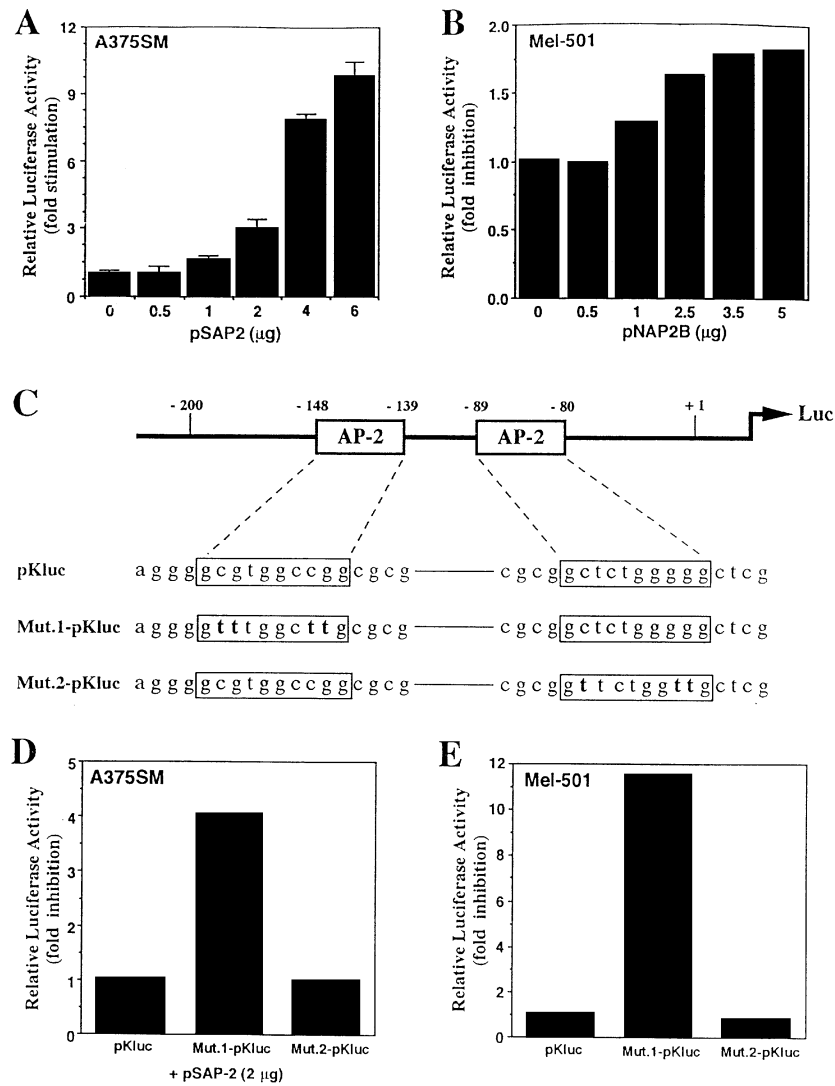 A
A375SM
Relative Luciferase Activity
(fold stimulation)
12
9
6
3
0
0 0.5 1 2 4 6
pSAP2 (µg)
B
Mel-501
Relative Luciferase Activity
(fold inhibition)
2.0
1.5
1.0
0.5
0.0
0 0.5 1 2.5 3.5 5
pNAP2B (µg)
C
- 200 - 148 - 139 - 89 - 80 + 1
AP-2 AP-2 Luc
pKluc a g g g g c g t g g c c g g c g c g c g c g g c t c t g g g g g c t c g
Mut.1-pKluc a g g g g t t t g g c t t g c g c g c g c g g c t c t g g g g g c t c g
Mut.2-pKluc a g g g g c g t g g c c g g c g c g c g c g g t t c t g g t t g c t c g
D
A375SM
Relative Luciferase Activity
(fold inhibition)
5
4
3
2
1
0
pKluc Mut.1-pKluc Mut.2-pKluc
+ pSAP-2 (2 µg)
E
Mel-501
Relative Luciferase Activity
(fold inhibition)
12
10
8
6
4
2
0
pKluc Mut.1-pKluc Mut.2-pKluc